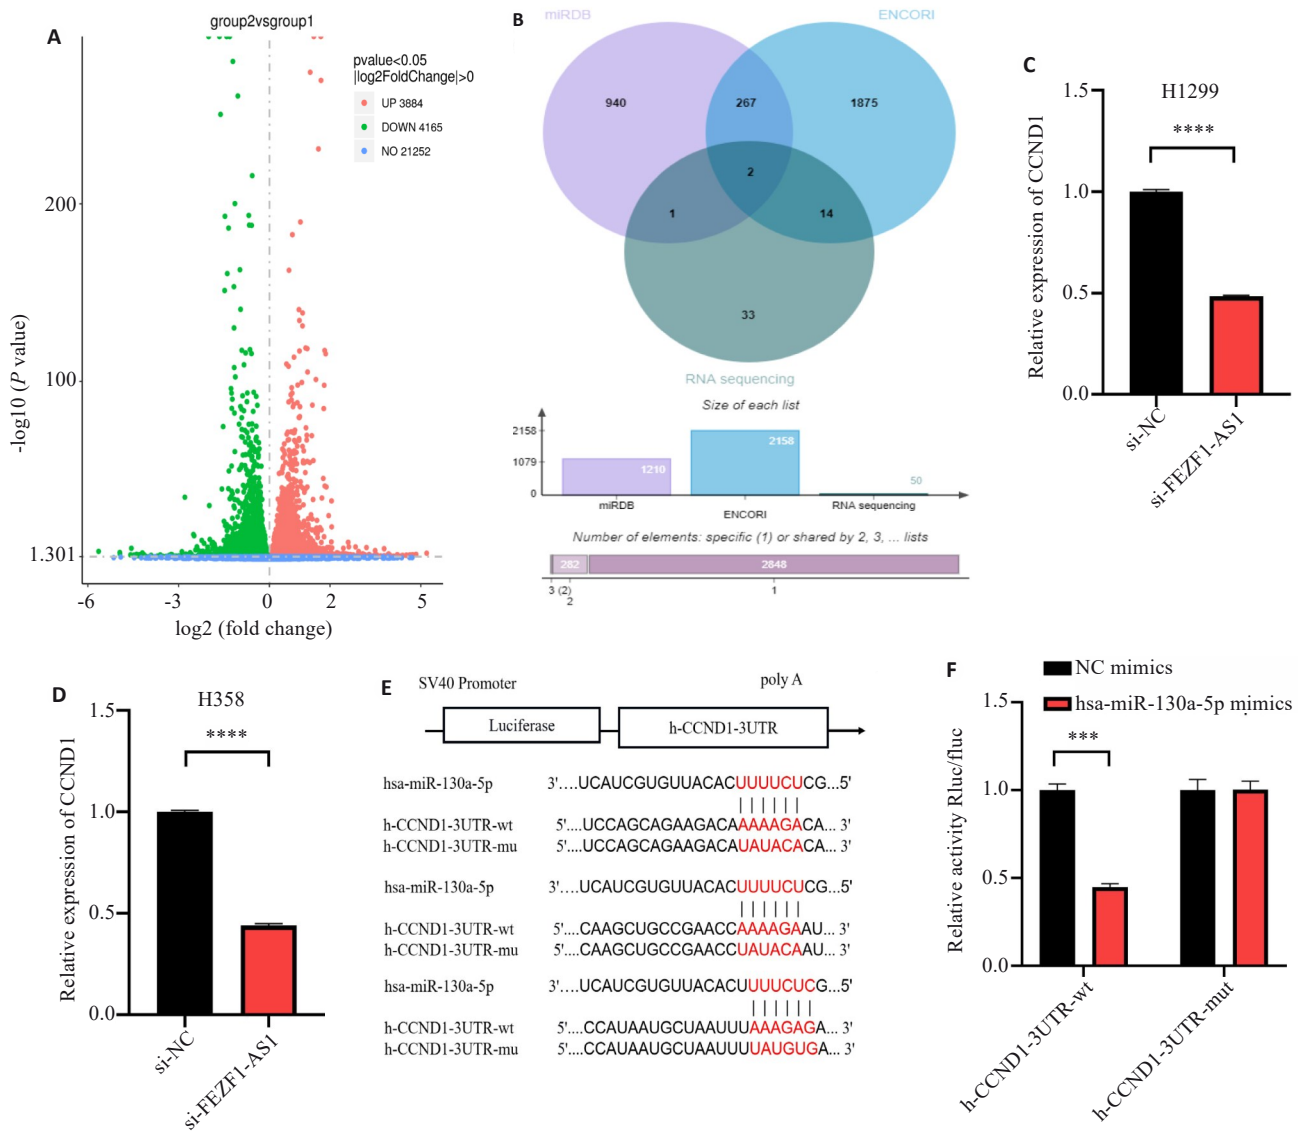 A
group2vsgroup1
pvalue<0.05
|log2FoldChange|>0
UP 3884
DOWN 4165
NO 21252
-log10 (P value)
200
100
1.301
-6
-3
0
2
5
log2 (fold change)
B
miRDB
ENCORI
940
267
1875
2
1
14
33
RNA sequencing
Size of each list
2158
1079
0
1210
2158
50
miRDB
ENCORI
RNA sequencing
Number of elements: specific (1) or shared by 2, 3, ... lists
282
2848
3 (2)
2
1
C
H1299
****
Relative expression of CCND1
1.5
1.0
0.5
0.0
si-NC
si-FEZF1-AS1
D
H358
****
Relative expression of CCND1
1.5
1.0
0.5
0.0
si-NC
si-FEZF1-AS1
E
SV40 Promoter
poly A
Luciferase
h-CCND1-3UTR
hsa-miR-130a-5p 3'....UCAUCGUGUUACACUUUUCUCG...5'
h-CCND1-3UTR-wt 5'....UCCAGCAGAAGACAAAAAGACA... 3'
h-CCND1-3UTR-mu 5'....UCCAGCAGAAGACAUAUACACA... 3'
hsa-miR-130a-5p 3'....UCAUCGUGUUACACUUUUCUCG...5'
h-CCND1-3UTR-wt 5'....CAAGCUGCCGAACCAAAAGAAU... 3'
h-CCND1-3UTR-mu 5'....CAAGCUGCCGAACCUAUACAAU... 3'
hsa-miR-130a-5p 3'....UCAUCGUGUUACACUUUUCUCG...5'
h-CCND1-3UTR-wt 5'....CCAUAAUGCUAAUUUAAAGAGA... 3'
h-CCND1-3UTR-mu 5'....CCAUAAUGCUAAUUUUAUGUGA... 3'
F
NC mimics
hsa-miR-130a-5p mimics
***
Relative activity Rluc/fluc
1.5
1.0
0.5
0.0
h-CCND1-3UTR-wt
h-CCND1-3UTR-mut